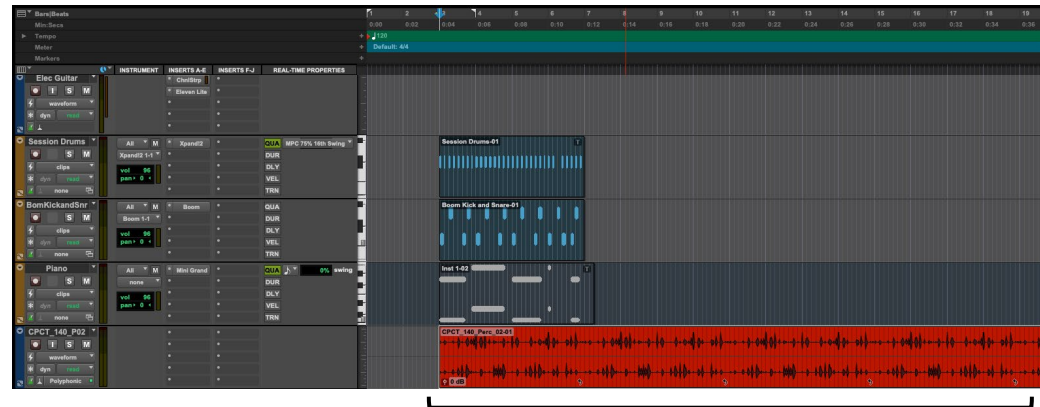 Bars|Beats 1 2 3 4 5 6 7 8 9 10 11 12 13 14 15 16 17 18 19
Min:Secs 0:00 0:02 0:04 0:06 0:08 0:10 0:12 0:14 0:16 0:18 0:20 0:22 0:24 0:26 0:28 0:30 0:32 0:34 0:36
Tempo + 120
Meter + Default: 4/4
Markers +
INSTRUMENT INSERTS A-E INSERTS F-J REAL-TIME PROPERTIES
Elec Guitar ChnlStrp
I S M Eleven Lite
waveform
dyn read
Session Drums All M Xpand!2 QUA MPC 75% 16th Swing Session Drums-01
S M Xpand!2 1-1 DUR
clips vol 96 DLY
dyn read pan 0 VEL
none TRN
BomKickandSnr All M Boom QUA Boom Kick and Snare-01
S M Boom 1-1 DUR
clips vol 96 DLY
dyn read pan 0 VEL
none TRN
Piano All M Mini Grand QUA 0% swing Inst 1-02
S M none DUR
clips vol 96 DLY
dyn read pan 0 VEL
none TRN
CPCT_140_P02 CPCT_140_Perc_02-01
I S M
waveform
dyn read
Polyphonic 0 dB